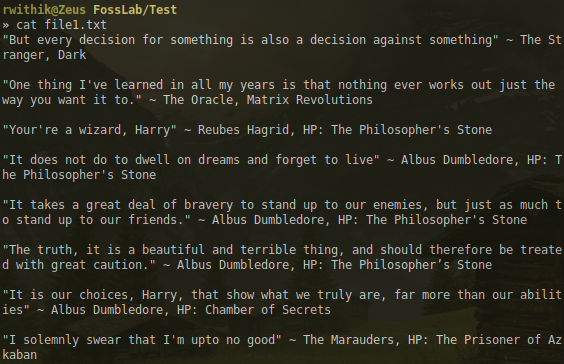 rwithik@Zeus FossLab/Test
» cat file1.txt
"But every decision for something is also a decision against something" ~ The St
ranger, Dark
"One thing I've learned in all my years is that nothing ever works out just the
way you want it to." ~ The Oracle, Matrix Revolutions
"Your're a wizard, Harry" ~ Reubes Hagrid, HP: The Philosopher's Stone
"It does not do to dwell on dreams and forget to live" ~ Albus Dumbledore, HP: T
he Philosopher's Stone
"It takes a great deal of bravery to stand up to our enemies, but just as much t
o stand up to our friends." ~ Albus Dumbledore, HP: The Philosopher's Stone
"The truth, it is a beautiful and terrible thing, and should therefore be treate
d with great caution." ~ Albus Dumbledore, HP: The Philosopher’s Stone
"It is our choices, Harry, that show what we truly are, far more than our abilit
ies" ~ Albus Dumbledore, HP: Chamber of Secrets
"I solemnly swear that I'm upto no good" ~ The Marauders, HP: The Prisoner of Az
kaban